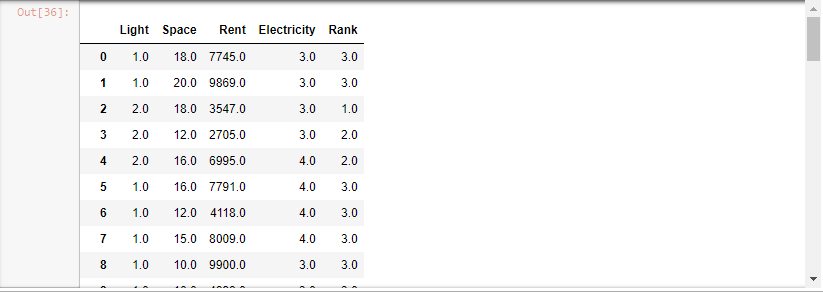 Out[36]:
Light Space Rent Electricity Rank
0 1.0 18.0 7745.0 3.0 3.0
1 1.0 20.0 9869.0 3.0 3.0
2 2.0 18.0 3547.0 3.0 1.0
3 2.0 12.0 2705.0 3.0 2.0
4 2.0 16.0 6995.0 4.0 2.0
5 1.0 16.0 7791.0 4.0 3.0
6 1.0 12.0 4118.0 4.0 3.0
7 1.0 15.0 8009.0 4.0 3.0
8 1.0 10.0 9900.0 3.0 3.0